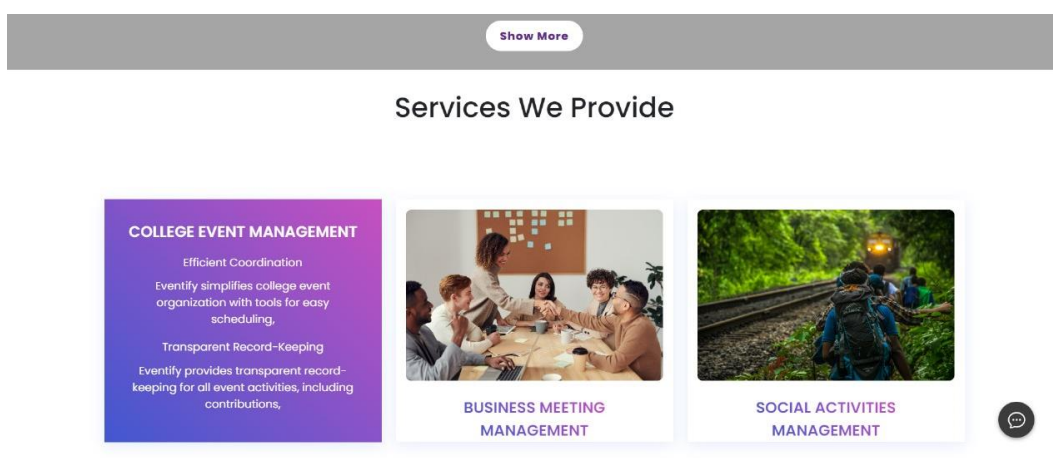 Show More
Services We Provide
COLLEGE EVENT MANAGEMENT
Efficient Coordination
Eventify simplifies college event
organization with tools for easy
scheduling,
Transparent Record-Keeping
Eventify provides transparent record-
keeping for all event activities, including
contributions,
BUSINESS MEETING
MANAGEMENT
SOCIAL ACTIVITIES
MANAGEMENT